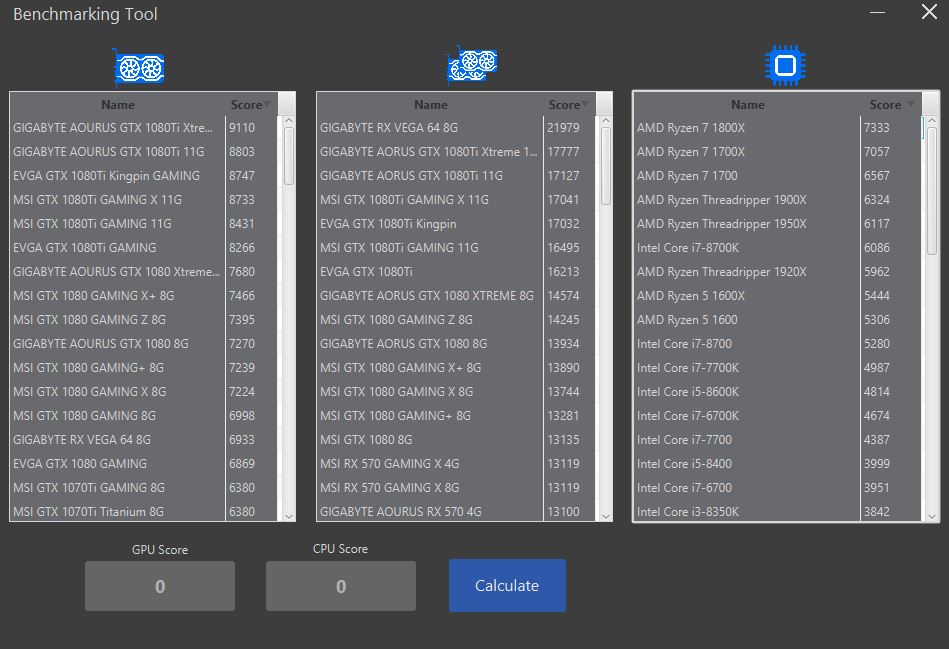 Benchmarking Tool
Name Score
GIGABYTE AOURUS GTX 1080Ti Xtre... 9110
GIGABYTE AOURUS GTX 1080Ti 11G 8803
EVGA GTX 1080Ti Kingpin GAMING 8747
MSI GTX 1080Ti GAMING X 11G 8733
MSI GTX 1080Ti GAMING 11G 8431
EVGA GTX 1080Ti GAMING 8266
GIGABYTE AOURUS GTX 1080 Xtreme... 7680
MSI GTX 1080 GAMING X+ 8G 7466
MSI GTX 1080 GAMING Z 8G 7395
GIGABYTE AOURUS GTX 1080 8G 7270
MSI GTX 1080 GAMING+ 8G 7239
MSI GTX 1080 GAMING X 8G 7224
MSI GTX 1080 GAMING 8G 6998
GIGABYTE RX VEGA 64 8G 6933
EVGA GTX 1080 GAMING 6869
MSI GTX 1070Ti GAMING 8G 6380
MSI GTX 1070Ti Titanium 8G 6380
Name Score
GIGABYTE RX VEGA 64 8G 21979
GIGABYTE AORUS GTX 1080Ti Xtreme 1... 17777
GIGABYTE AORUS GTX 1080Ti 11G 17127
MSI GTX 1080Ti GAMING X 11G 17041
EVGA GTX 1080Ti Kingpin 17032
MSI GTX 1080Ti GAMING 11G 16495
EVGA GTX 1080Ti 16213
GIGABYTE AORUS GTX 1080 XTREME 8G 14574
MSI GTX 1080 GAMING Z 8G 14245
GIGABYTE AORUS GTX 1080 8G 13934
MSI GTX 1080 GAMING X+ 8G 13890
MSI GTX 1080 GAMING X 8G 13744
MSI GTX 1080 GAMING+ 8G 13281
MSI GTX 1080 8G 13135
MSI RX 570 GAMING X 4G 13119
MSI RX 570 GAMING X 8G 13119
GIGABYTE AOURUS RX 570 4G 13100
Name Score
AMD Ryzen 7 1800X 7333
AMD Ryzen 7 1700X 7057
AMD Ryzen 7 1700 6567
AMD Ryzen Threadripper 1900X 6324
AMD Ryzen Threadripper 1950X 6117
Intel Core i7-8700K 6086
AMD Ryzen Threadripper 1920X 5962
AMD Ryzen 5 1600X 5444
AMD Ryzen 5 1600 5306
Intel Core i7-8700 5280
Intel Core i7-7700K 4987
Intel Core i5-8600K 4814
Intel Core i7-6700K 4674
Intel Core i7-7700 4387
Intel Core i5-8400 3999
Intel Core i7-6700 3951
Intel Core i3-8350K 3842
GPU Score
0
CPU Score
0
Calculate